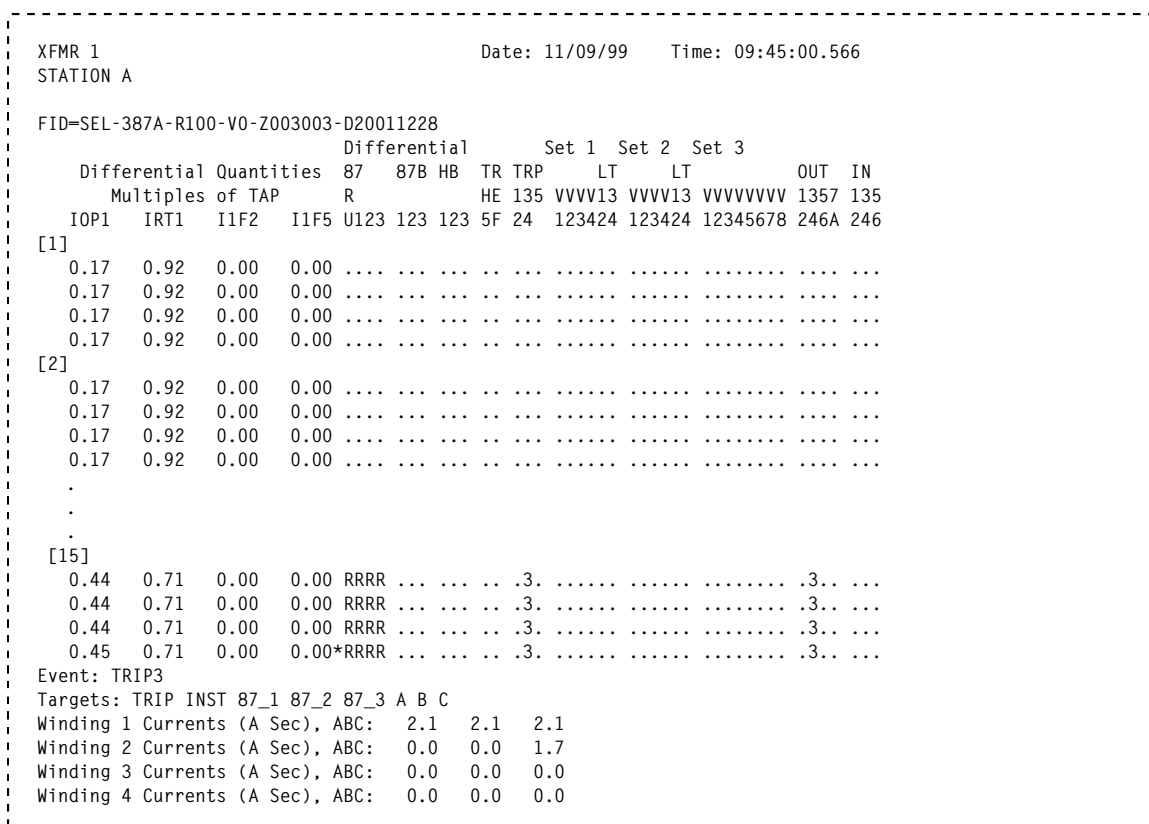 XFMR 1 Date: 11/09/99 Time: 09:45:00.566
STATION A
FID=SEL-387A-R100-V0-Z003003-D20011228
Differential Set 1 Set 2 Set 3
Differential Quantities 87 87B HB TR TRP LT LT OUT IN
Multiples of TAP R HE 135 VVVV13 VVVV13 VVVVVVVV 1357 135
IOP1 IRT1 I1F2 I1F5 U123 123 123 5F 24 123424 123424 12345678 246A 246
[1]
0.17 0.92 0.00 0.00 .... ... ... .. ... ...... ...... ........ .... ...
0.17 0.92 0.00 0.00 .... ... ... .. ... ...... ...... ........ .... ...
0.17 0.92 0.00 0.00 .... ... ... .. ... ...... ...... ........ .... ...
0.17 0.92 0.00 0.00 .... ... ... .. ... ...... ...... ........ .... ...
[2]
0.17 0.92 0.00 0.00 .... ... ... .. ... ...... ...... ........ .... ...
0.17 0.92 0.00 0.00 .... ... ... .. ... ...... ...... ........ .... ...
0.17 0.92 0.00 0.00 .... ... ... .. ... ...... ...... ........ .... ...
0.17 0.92 0.00 0.00 .... ... ... .. ... ...... ...... ........ .... ...
.
.
.
[15]
0.44 0.71 0.00 0.00 RRRR ... ... .. .3. ...... ...... ........ .3.. ...
0.44 0.71 0.00 0.00 RRRR ... ... .. .3. ...... ...... ........ .3.. ...
0.44 0.71 0.00 0.00 RRRR ... ... .. .3. ...... ...... ........ .3.. ...
0.45 0.71 0.00 0.00*RRRR ... ... .. .3. ...... ...... ........ .3.. ...
Event: TRIP3
Targets: TRIP INST 87_1 87_2 87_3 A B C
Winding 1 Currents (A Sec), ABC: 2.1 2.1 2.1
Winding 2 Currents (A Sec), ABC: 0.0 0.0 1.7
Winding 3 Currents (A Sec), ABC: 0.0 0.0 0.0
Winding 4 Currents (A Sec), ABC: 0.0 0.0 0.0